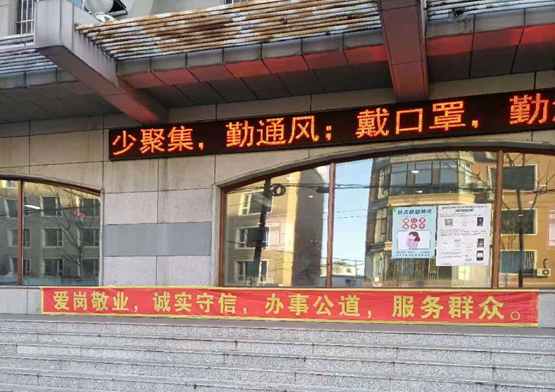 少聚集，勤通风；戴口罩，勤
爱岗敬业，诚实守信，办事公道，服务群众。